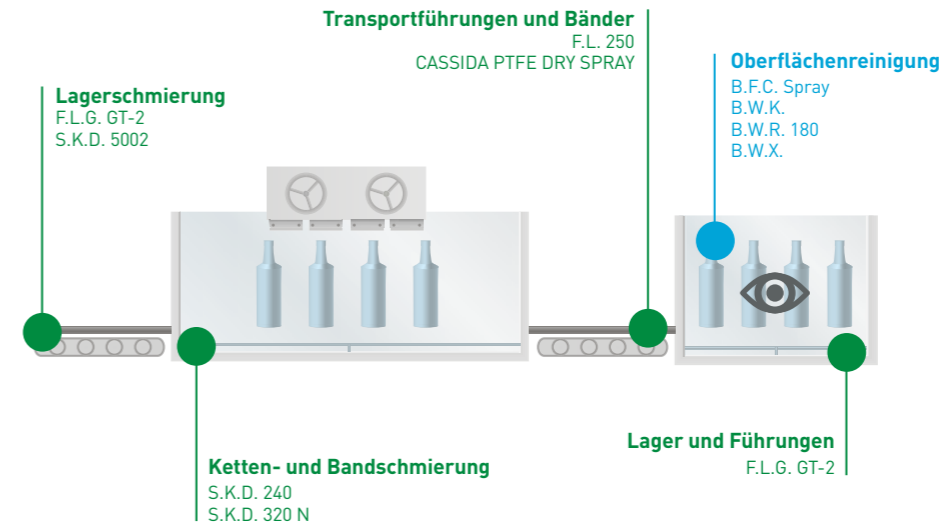 Transportführungen und Bänder
F.L. 250
CASSIDA PTFE DRY SPRAY
Oberflächenreinigung
B.F.C. Spray
B.W.K.
B.W.R. 180
B.W.X.
Lagerschmierung
F.L.G. GT-2
S.K.D. 5002
Lager und Führungen
F.L.G. GT-2
Ketten- und Bandschmierung
S.K.D. 240
S.K.D. 320 N